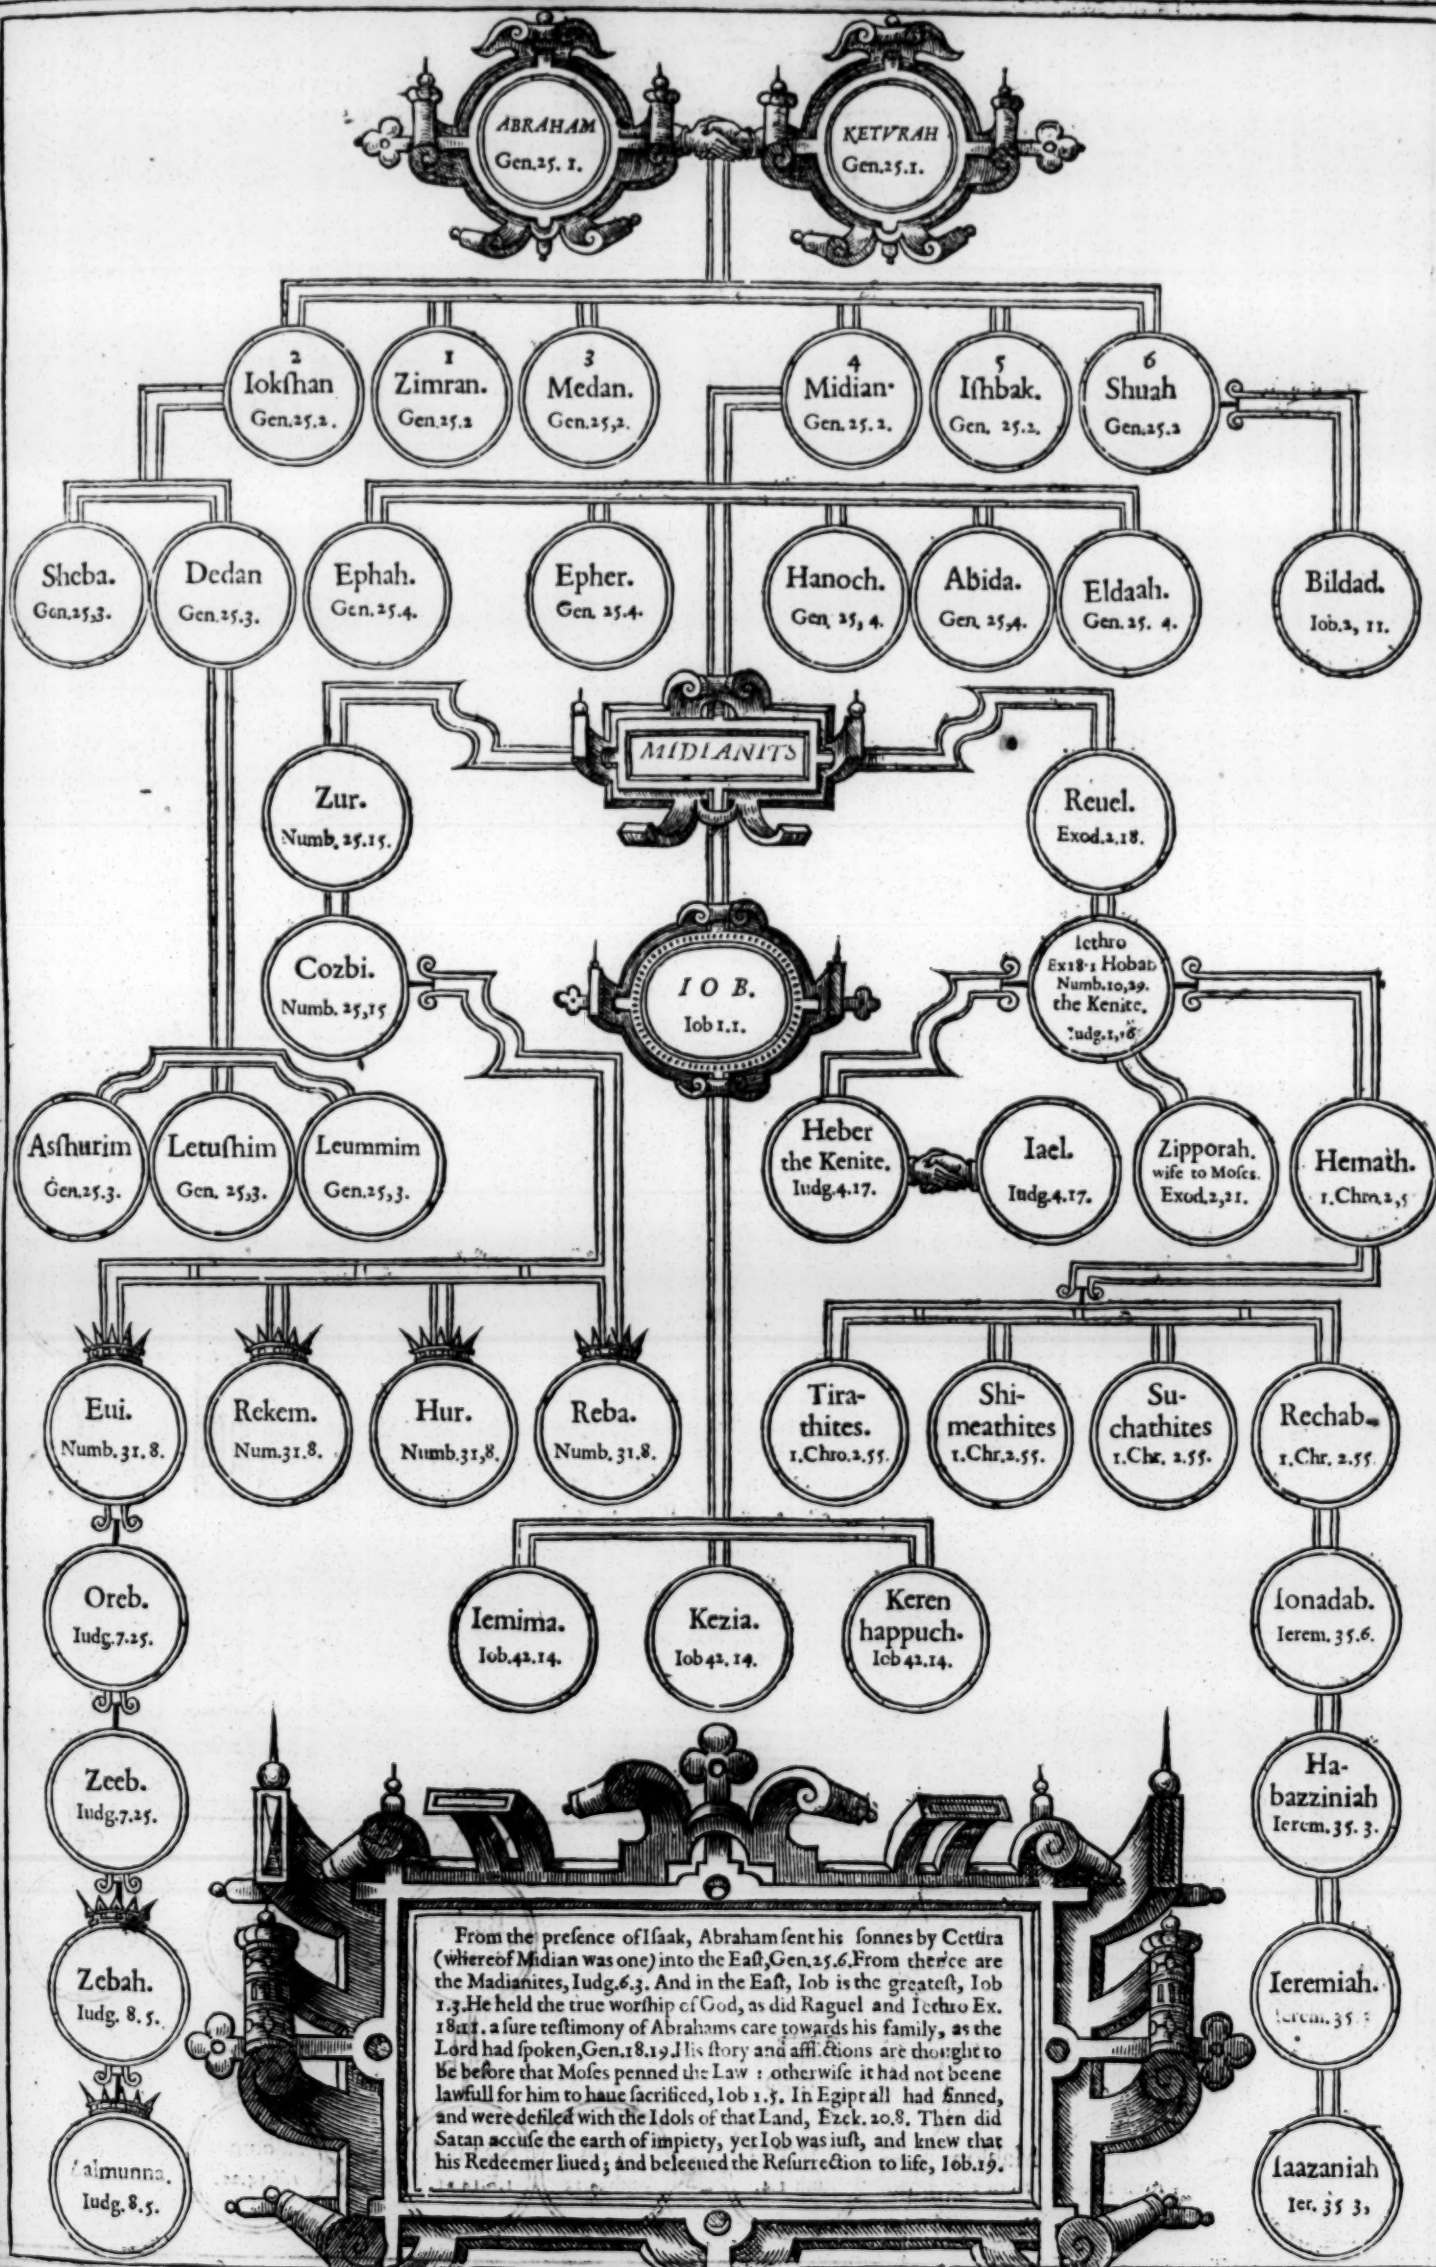 ABRAHAM
Gen.25. 1.
KETVRAH
Gen.25.1.
2
Iokſhan
Gen.25.2.
1
Zimran.
Gen.25.2
3
Medan.
Gen.25,2.
4
Midian.
Gen.25.2.
5
Iſhbak.
Gen. 25.2.
6
Shuah
Gen.25.2
Sheba.
Gen.25,3.
Dedan
Gen.25.3.
Ephah.
Gen.25.4.
Epher.
Gen. 25.4.
Hanoch.
Gen. 25, 4.
Abida.
Gen. 25,4.
Eldaah.
Gen. 25. 4.
Bildad.
Iob.2, 11.
MIDIANITS
Zur.
Numb. 25.15.
Reuel.
Exod.2.18.
Cozbi.
Numb. 25,15
I O B.
Iob 1.1.
Iethro
Ex18.1 Hobab
Numb.10,29.
the Kenite.
Iudg.1,16
Aſſhurim
Gen.25.3.
Letuſhim
Gen. 25,3.
Leummim
Gen.25,3.
Heber
the Kenite.
Iudg.4.17.
Iael.
Iudg.4.17.
Zipporah.
wife to Moſes.
Exod.2,21.
Hemath.
1.Chro.2,5
Eui.
Numb. 31. 8.
Rekem.
Num.31.8.
Hur.
Numb.31,8.
Reba.
Numb. 31.8.
Tira-
thites.
1.Chro.2.55.
Shi-
meathites
1.Chr.2.55.
Su-
chathites
1.Chr. 2.55.
Rechab.
1.Chr. 2.55.
Oreb.
Iudg.7.25.
Iemima.
Iob.42.14.
Kezia.
Iob 42. 14.
Keren
happuch.
Iob 42.14.
Ionadab.
Ierem. 35.6.
Zeeb.
Iudg.7.25.
Ha-
bazziniah
Ierem. 35. 3.
Zebah.
Iudg. 8.5.
Ieremiah.
Ierem. 35.
Zalmunna.
Iudg. 8.5.
Iaazaniah
Ier. 35 3,
From the preſence of Iſaak, Abraham ſent his ſonnes by Cettira
(whereof Midian was one) into the Eaſt,Gen.25.6.From thence are
the Madianites, Iudg.6.3. And in the Eaſt, Iob is the greateſt, Iob
1.3.He held the true worſhip of God, as did Raguel and Iethro Ex.
18.11. a ſure teſtimony of Abrahams care towards his family, as the
Lord had ſpoken,Gen.18.19.His ſtory and afflictions are thought to
be before that Moſes penned the Law : otherwiſe it had not beene
lawfull for him to haue ſacrificed, Iob 1.5. In Egipt all had ſinned,
and were defiled with the Idols of that Land, Ezek. 20.8. Then did
Satan accuſe the earth of impiety, yet Iob was iuſt, and knew that
his Redeemer liued; and beleeued the Reſurrection to life, Iob.19.